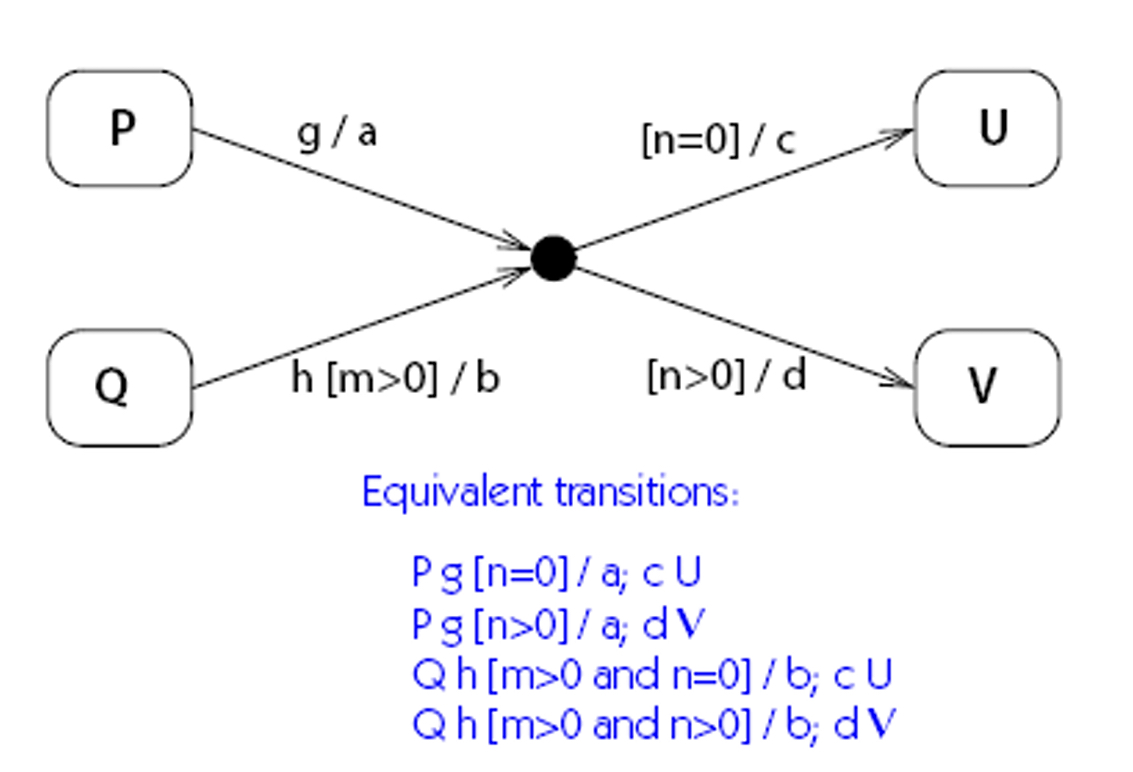 P
g / a
[n=0] / c
U
Q
h [m>0] / b
[n>0] / d
V
Equivalent transitions:
P g [n=0] / a; c U
P g [n>0] / a; d V
Q h [m>0 and n=0] / b; c U
Q h [m>0 and n>0] / b; d V